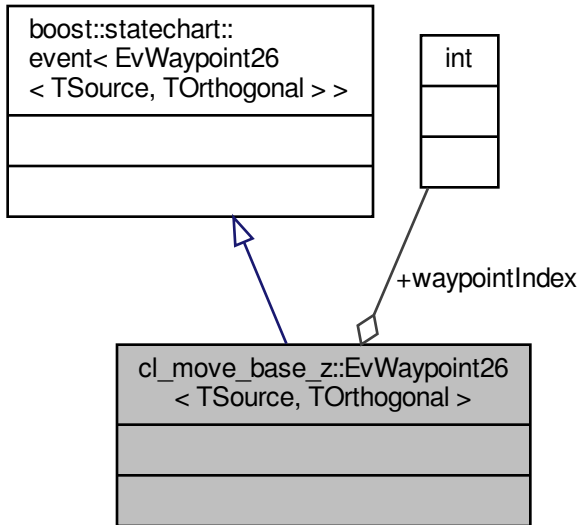 boost::statechart::
event< EvWaypoint26
< TSource, TOrthogonal > >
int
+waypointIndex
cl_move_base_z::EvWaypoint26
< TSource, TOrthogonal >